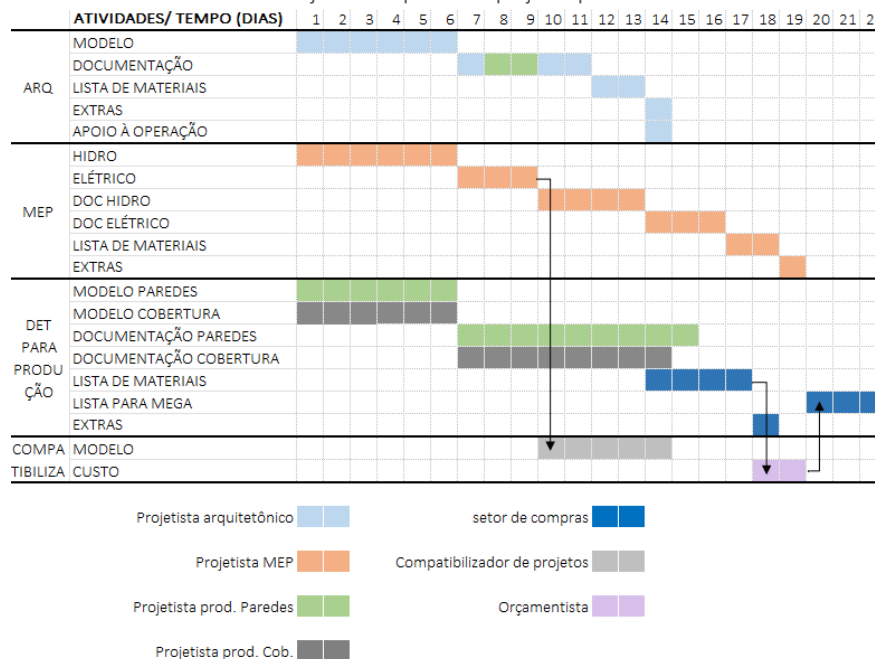 ATIVIDADES/ TEMPO (DIAS) 1 2 3 4 5 6 7 8 9 10 11 12 13 14 15 16 17 18 19 20 21 2
ARQ
MODELO
DOCUMENTAÇÃO
LISTA DE MATERIAIS
EXTRAS
APOIO À OPERAÇÃO
MEP
HIDRO
ELÉTRICO
DOC HIDRO
DOC ELÉTRICO
LISTA DE MATERIAIS
EXTRAS
DET
PARA
PRODU
ÇÃO
MODELO PAREDES
MODELO COBERTURA
DOCUMENTAÇÃO PAREDES
DOCUMENTAÇÃO COBERTURA
LISTA DE MATERIAIS
LISTA PARA MEGA
EXTRAS
COMPA MODELO
TIBILIZA CUSTO
Projetista arquitetônico
setor de compras
Projetista MEP
Compatibilizador de projetos
Projetista prod. Paredes
Orçamentista
Projetista prod. Cob.